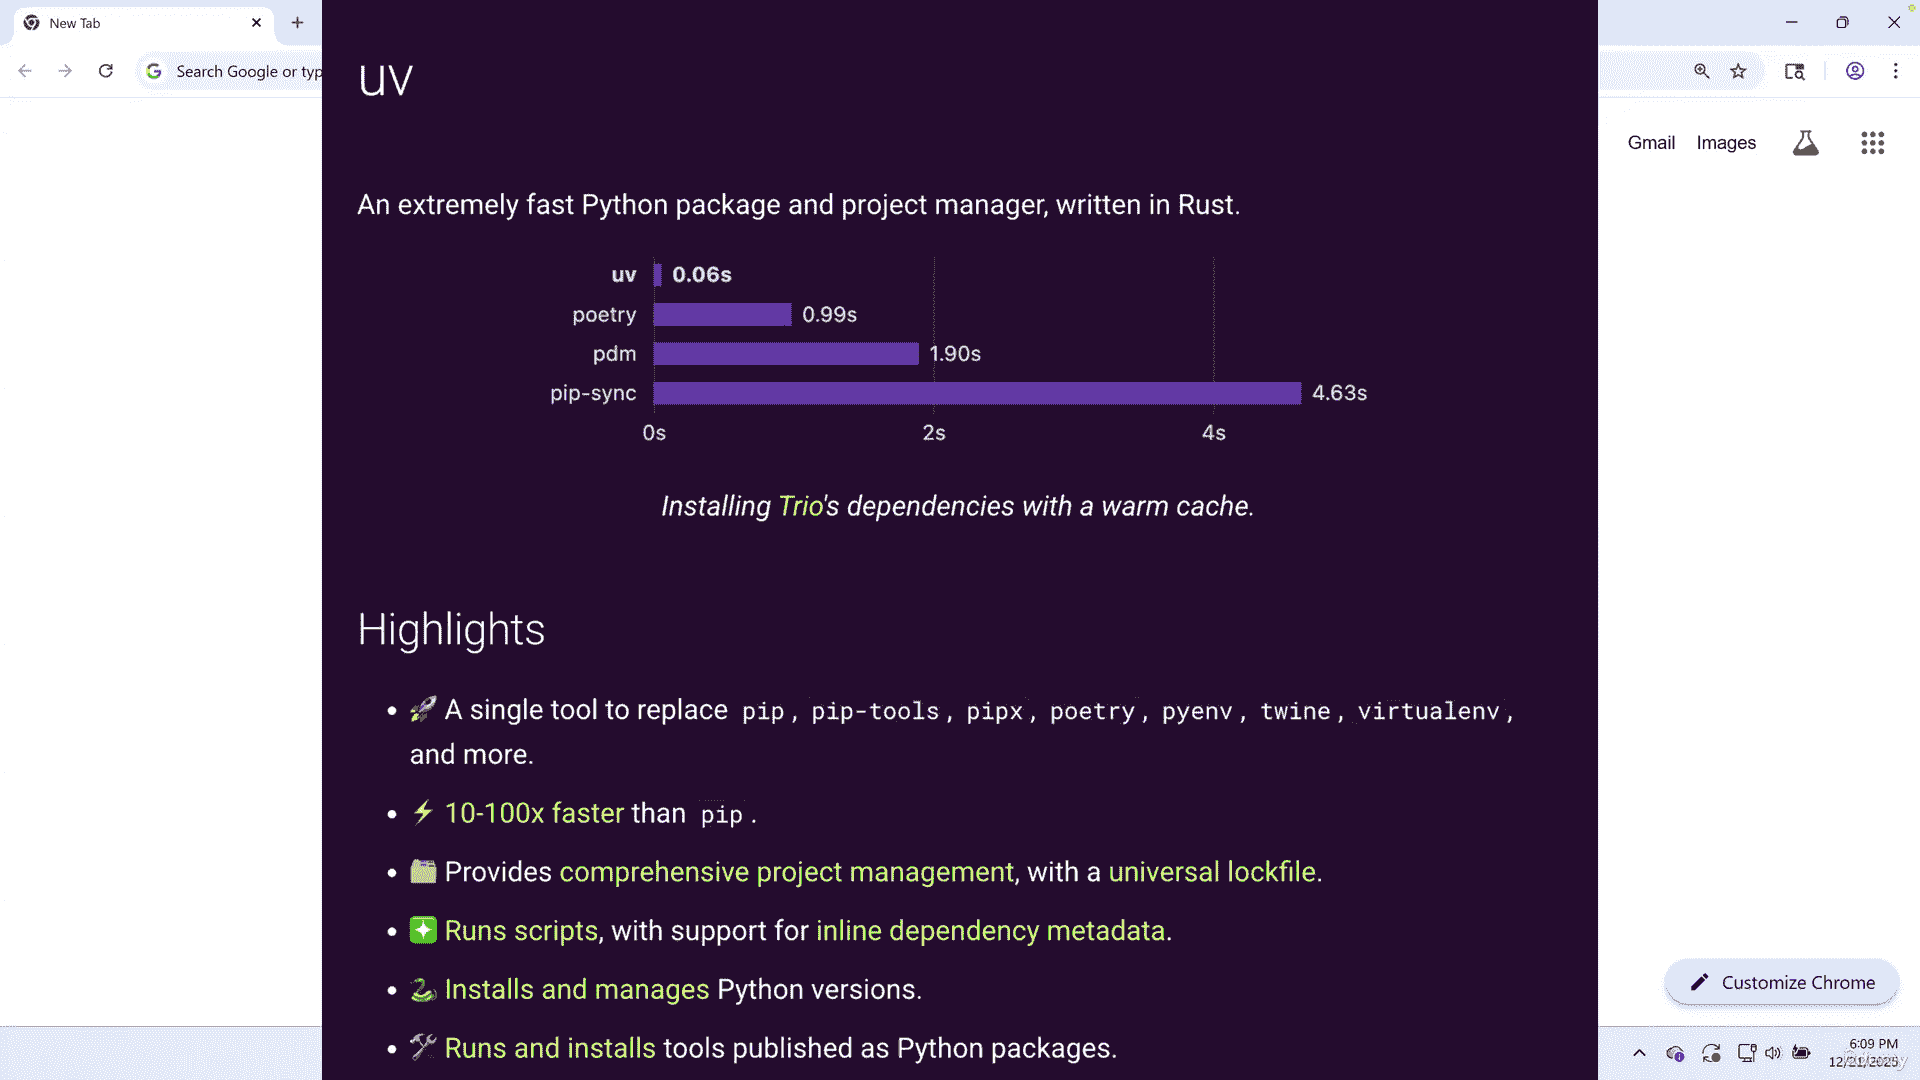 New Tab
Search Google or typ
Gmail Images
uv
An extremely fast Python package and project manager, written in Rust.
uv 0.06s
poetry 0.99s
pdm 1.90s
pip-sync 4.63s
0s 2s 4s
Installing Trio's dependencies with a warm cache.
Highlights
A single tool to replace pip, pip-tools, pipx, poetry, pyenv, twine, virtualenv,
and more.
10-100x faster than pip.
Provides comprehensive project management, with a universal lockfile.
Runs scripts, with support for inline dependency metadata.
Installs and manages Python versions.
Runs and installs tools published as Python packages.
Customize Chrome
6:09 PM
12/21/2025